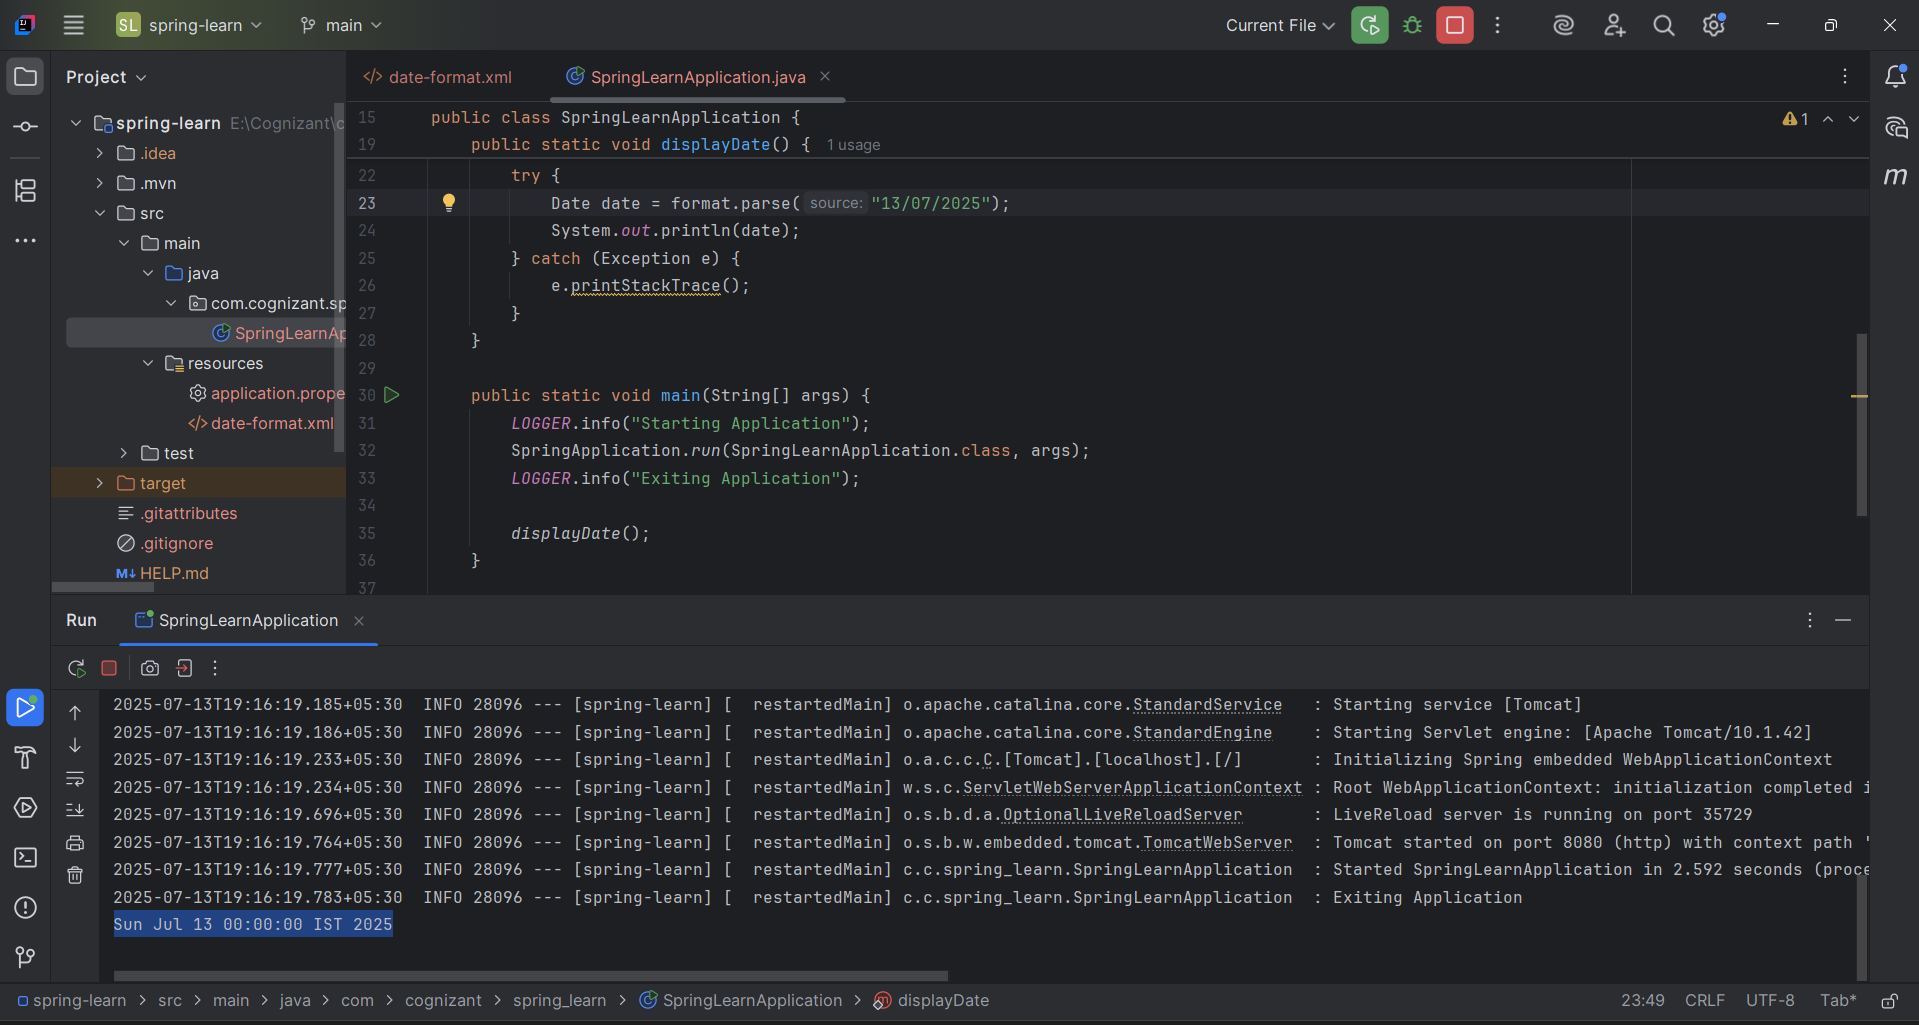 SL spring-learn main Current File
Project
date-format.xml SpringLearnApplication.java
spring-learn E:\Cognizant\c
.idea
.mvn
src
main
java
com.cognizant.sp
SpringLearnAp
resources
application.prope
date-format.xml
test
target
.gitattributes
.gitignore
M↓ HELP.md
15 public class SpringLearnApplication {
19 public static void displayDate() { 1 usage
1
22 try {
23 Date date = format.parse( source: "13/07/2025");
24 System.out.println(date);
25 } catch (Exception e) {
26 e.printStackTrace();
27 }
28 }
29
30 public static void main(String[] args) {
31 LOGGER.info("Starting Application");
32 SpringApplication.run(SpringLearnApplication.class, args);
33 LOGGER.info("Exiting Application");
34
35 displayDate();
36 }
37
m
Run SpringLearnApplication
2025-07-13T19:16:19.185+05:30 INFO 28096 --- [spring-learn] [ restartedMain] o.apache.catalina.core.StandardService : Starting service [Tomcat]
2025-07-13T19:16:19.186+05:30 INFO 28096 --- [spring-learn] [ restartedMain] o.apache.catalina.core.StandardEngine : Starting Servlet engine: [Apache Tomcat/10.1.42]
2025-07-13T19:16:19.233+05:30 INFO 28096 --- [spring-learn] [ restartedMain] o.a.c.c.C.[Tomcat].[localhost].[/] : Initializing Spring embedded WebApplicationContext
2025-07-13T19:16:19.234+05:30 INFO 28096 --- [spring-learn] [ restartedMain] w.s.c.ServletWebServerApplicationContext : Root WebApplicationContext: initialization completed i
2025-07-13T19:16:19.696+05:30 INFO 28096 --- [spring-learn] [ restartedMain] o.s.b.d.a.OptionalLiveReloadServer : LiveReload server is running on port 35729
2025-07-13T19:16:19.764+05:30 INFO 28096 --- [spring-learn] [ restartedMain] o.s.b.w.embedded.tomcat.TomcatWebServer : Tomcat started on port 8080 (http) with context path '
2025-07-13T19:16:19.777+05:30 INFO 28096 --- [spring-learn] [ restartedMain] c.c.spring_learn.SpringLearnApplication : Started SpringLearnApplication in 2.592 seconds (proce
2025-07-13T19:16:19.783+05:30 INFO 28096 --- [spring-learn] [ restartedMain] c.c.spring_learn.SpringLearnApplication : Exiting Application
Sun Jul 13 00:00:00 IST 2025
spring-learn > src > main > java > com > cognizant > spring_learn > SpringLearnApplication > displayDate 23:49 CRLF UTF-8 Tab*